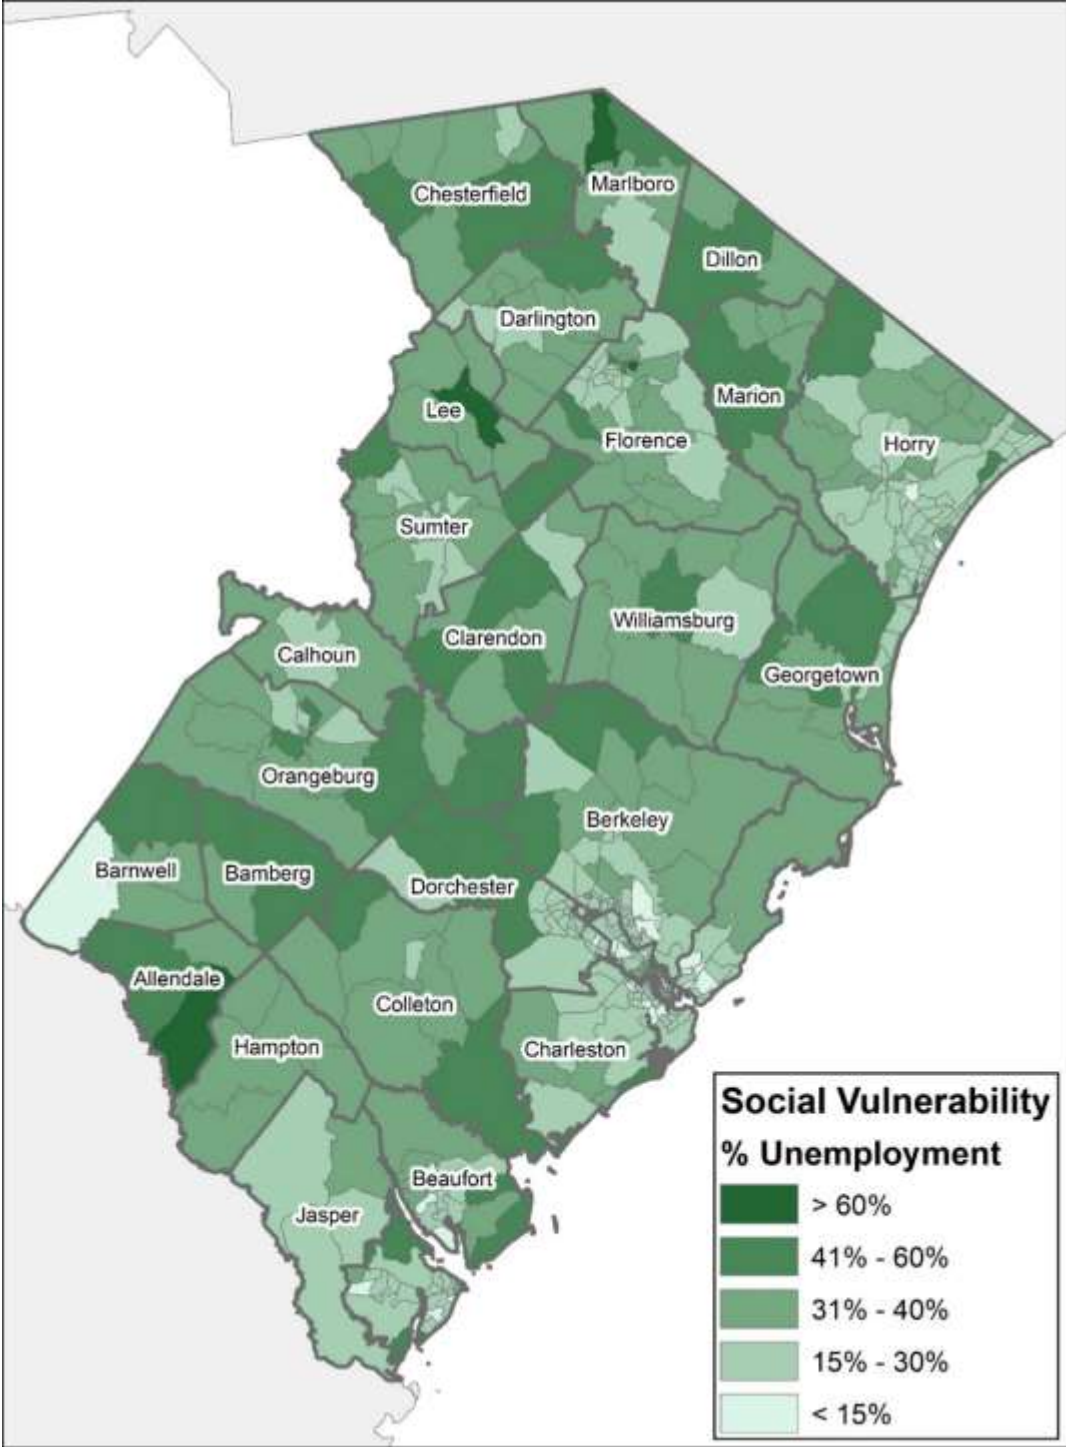 Chesterfield
Marlboro
Dillon
Darlington
Marion
Lee
Florence
Horry
Sumter
Williamsburg
Clarendon
Calhoun
Georgetown
Orangeburg
Berkeley
Barnwell
Bamberg
Dorchester
Allendale
Colleton
Hampton
Charleston
Beaufort
Jasper
Social Vulnerability
% Unemployment
> 60%
41% - 60%
31% - 40%
15% - 30%
< 15%